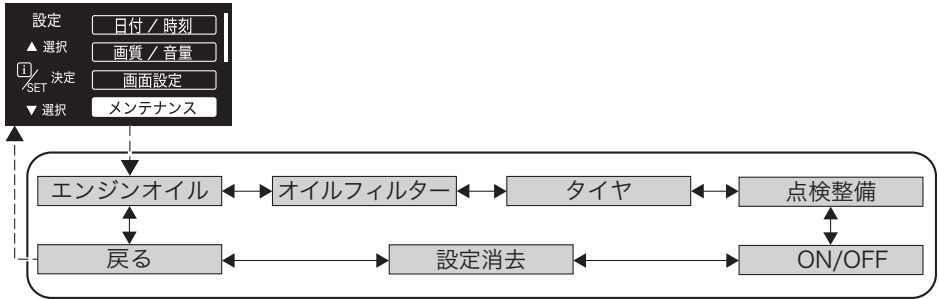 設定
日付 / 時刻
▲ 選択
画質 / 音量
i/SET 決定
画面設定
▼ 選択
メンテナンス
エンジンオイル
オイルフィルター
タイヤ
点検整備
戻る
設定消去
ON/OFF